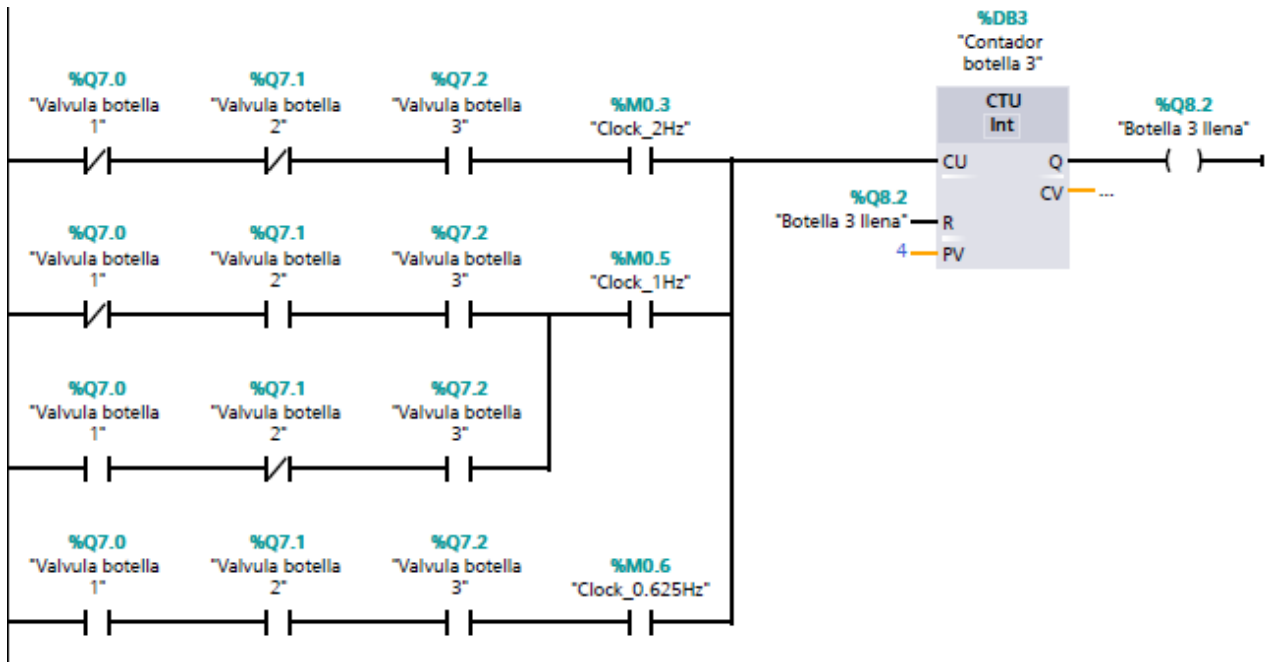 %DB3
"Contador
botella 3"
%Q7.0
"Valvula botella
1"
%Q7.1
"Valvula botella
2"
%Q7.2
"Valvula botella
3"
%M0.3
"Clock_2Hz"
CTU
Int
%Q8.2
"Botella 3 llena"
CU
Q
CV
...
%Q8.2
"Botella 3 llena"
R
4
PV
%Q7.0
"Valvula botella
1"
%Q7.1
"Valvula botella
2"
%Q7.2
"Valvula botella
3"
%M0.5
"Clock_1Hz"
%Q7.0
"Valvula botella
1"
%Q7.1
"Valvula botella
2"
%Q7.2
"Valvula botella
3"
%Q7.0
"Valvula botella
1"
%Q7.1
"Valvula botella
2"
%Q7.2
"Valvula botella
3"
%M0.6
"Clock_0.625Hz"